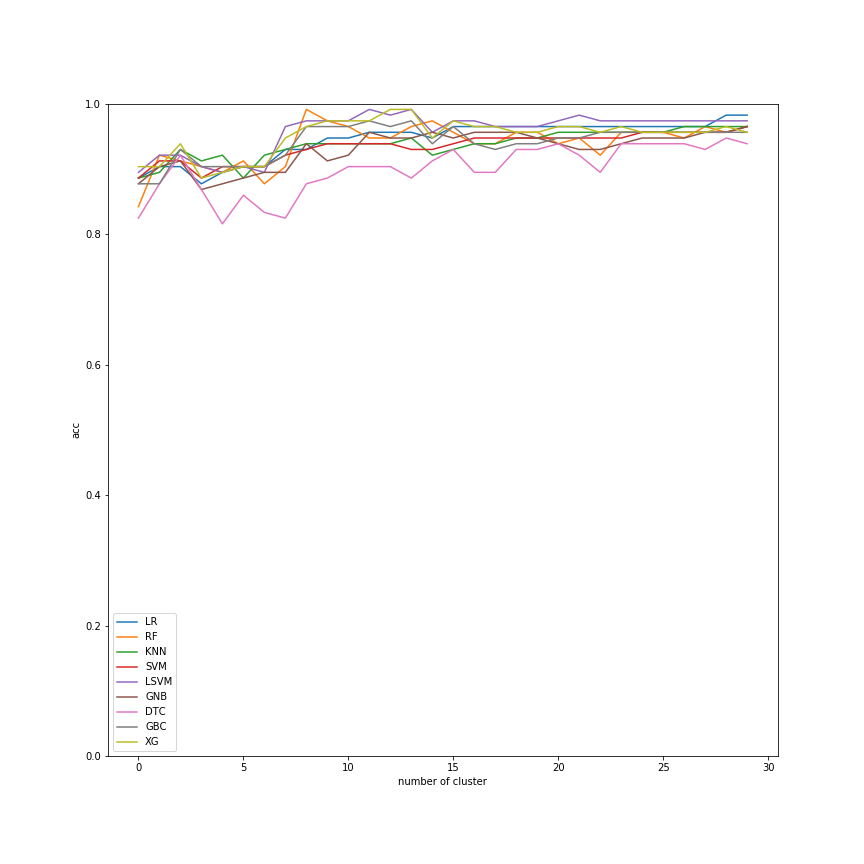 1.0
0.8
0.6
0.4
0.2
0.0
acc
LR
RF
KNN
SVM
LSVM
GNB
DTC
GBC
XG
0 5 10 15 20 25 30
number of cluster